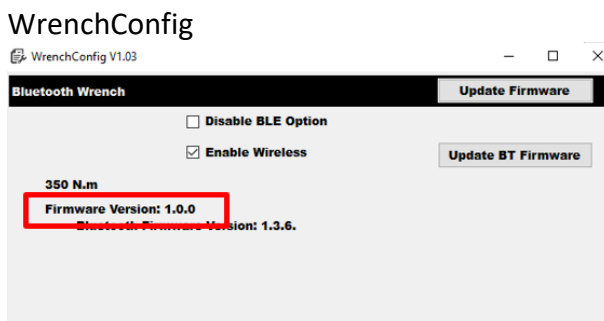 WrenchConfig
WrenchConfig V1.03
Bluetooth Wrench Update Firmware
Disable BLE Option
Enable Wireless Update BT Firmware
350 N.m
Firmware Version: 1.0.0
Bluetooth Firmware Version: 1.3.6.